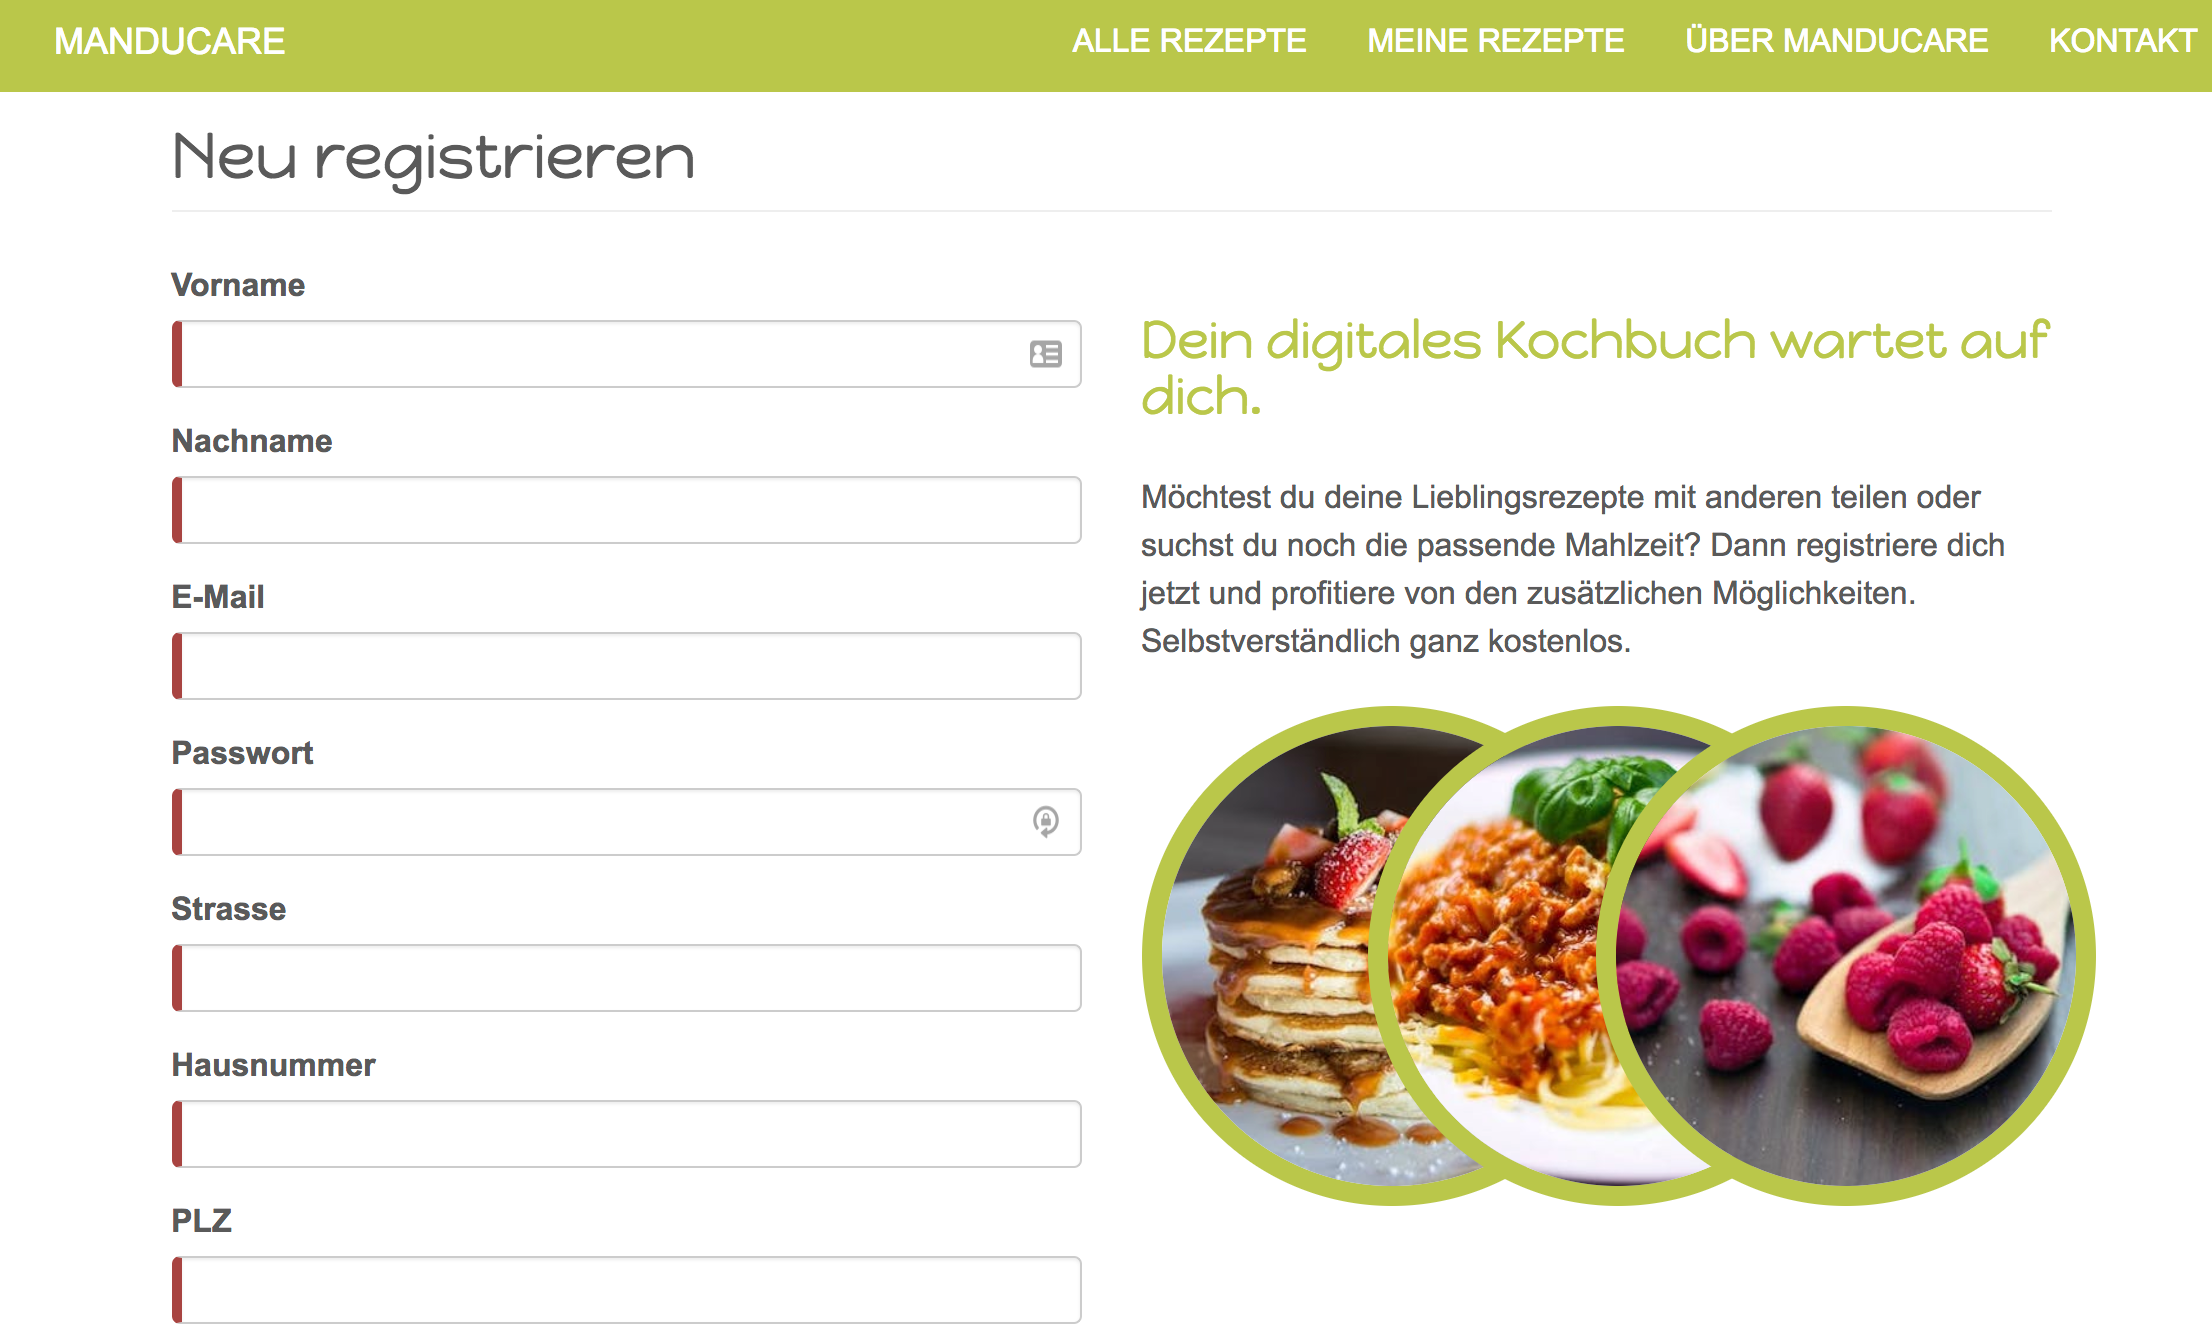 MANDUCARE
ALLE REZEPTE
MEINE REZEPTE
ÜBER MANDUCARE
KONTAKT
Neu registrieren
Vorname
Nachname
E-Mail
Passwort
Strasse
Hausnummer
PLZ
Dein digitales Kochbuch wartet auf
dich.
Möchtest du deine Lieblingsrezepte mit anderen teilen oder
suchst du noch die passende Mahlzeit? Dann registriere dich
jetzt und profitiere von den zusätzlichen Möglichkeiten.
Selbstverständlich ganz kostenlos.